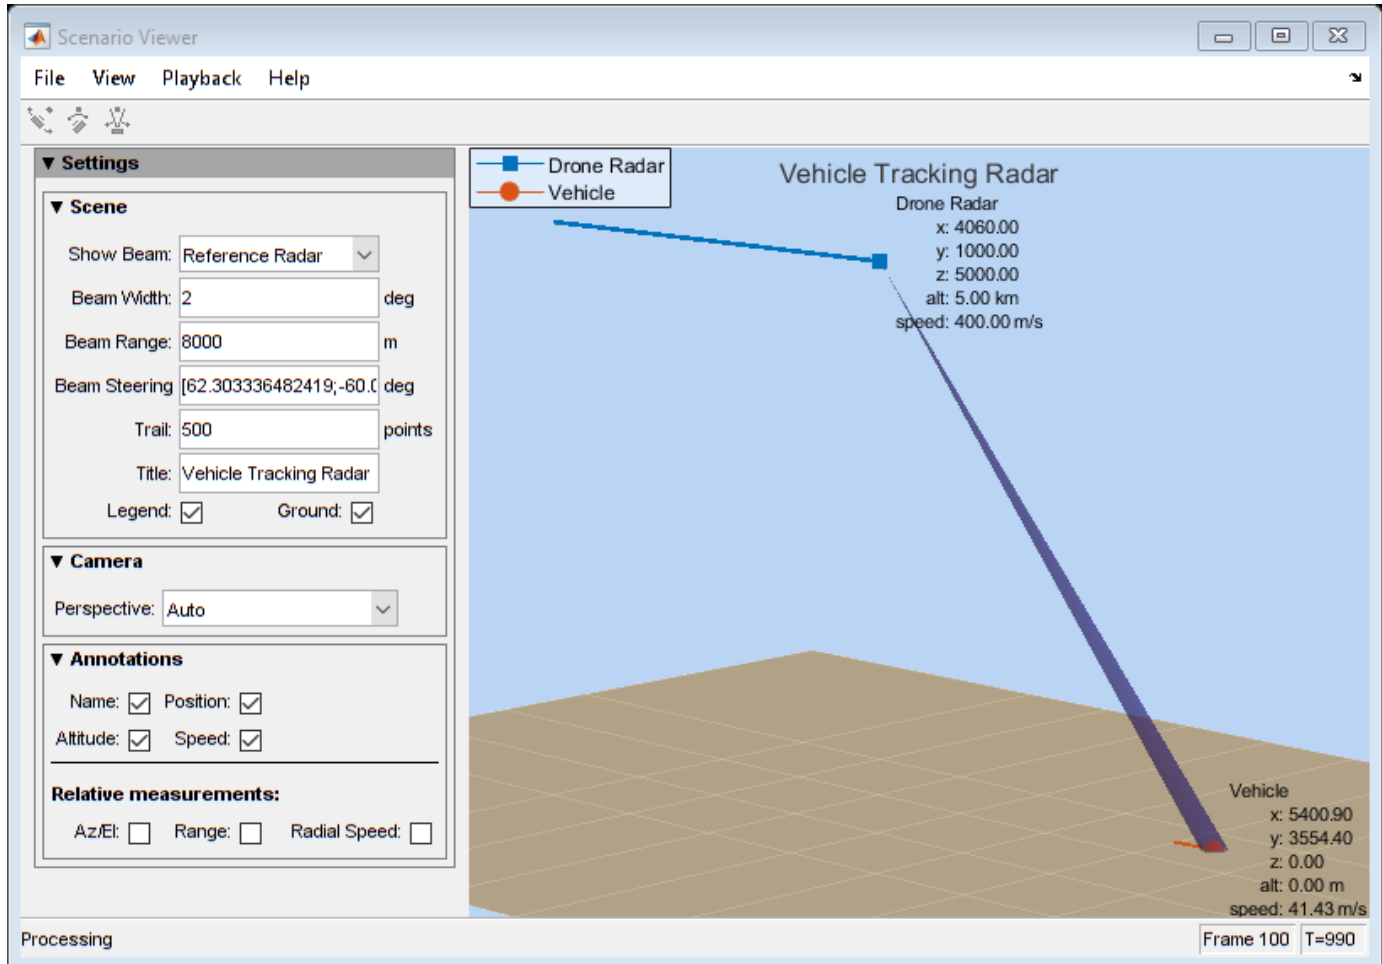 Scenario Viewer
File View Playback Help
▼ Settings
▼ Scene
Show Beam: Reference Radar
Beam Width: 2 deg
Beam Range: 8000 m
Beam Steering [62.303336482419;-60.0 deg
Trail: 500 points
Title: Vehicle Tracking Radar
Legend: Ground:
▼ Camera
Perspective: Auto
▼ Annotations
Name: Position:
Altitude: Speed:
Relative measurements:
Az/El: Range: Radial Speed:
Drone Radar
Vehicle
Vehicle Tracking Radar
Drone Radar
x: 4060.00
y: 1000.00
z: 5000.00
alt: 5.00 km
speed: 400.00 m/s
Vehicle
x: 5400.90
y: 3554.40
z: 0.00
alt: 0.00 m
speed: 41.43 m/s
Processing
Frame 100 T=990